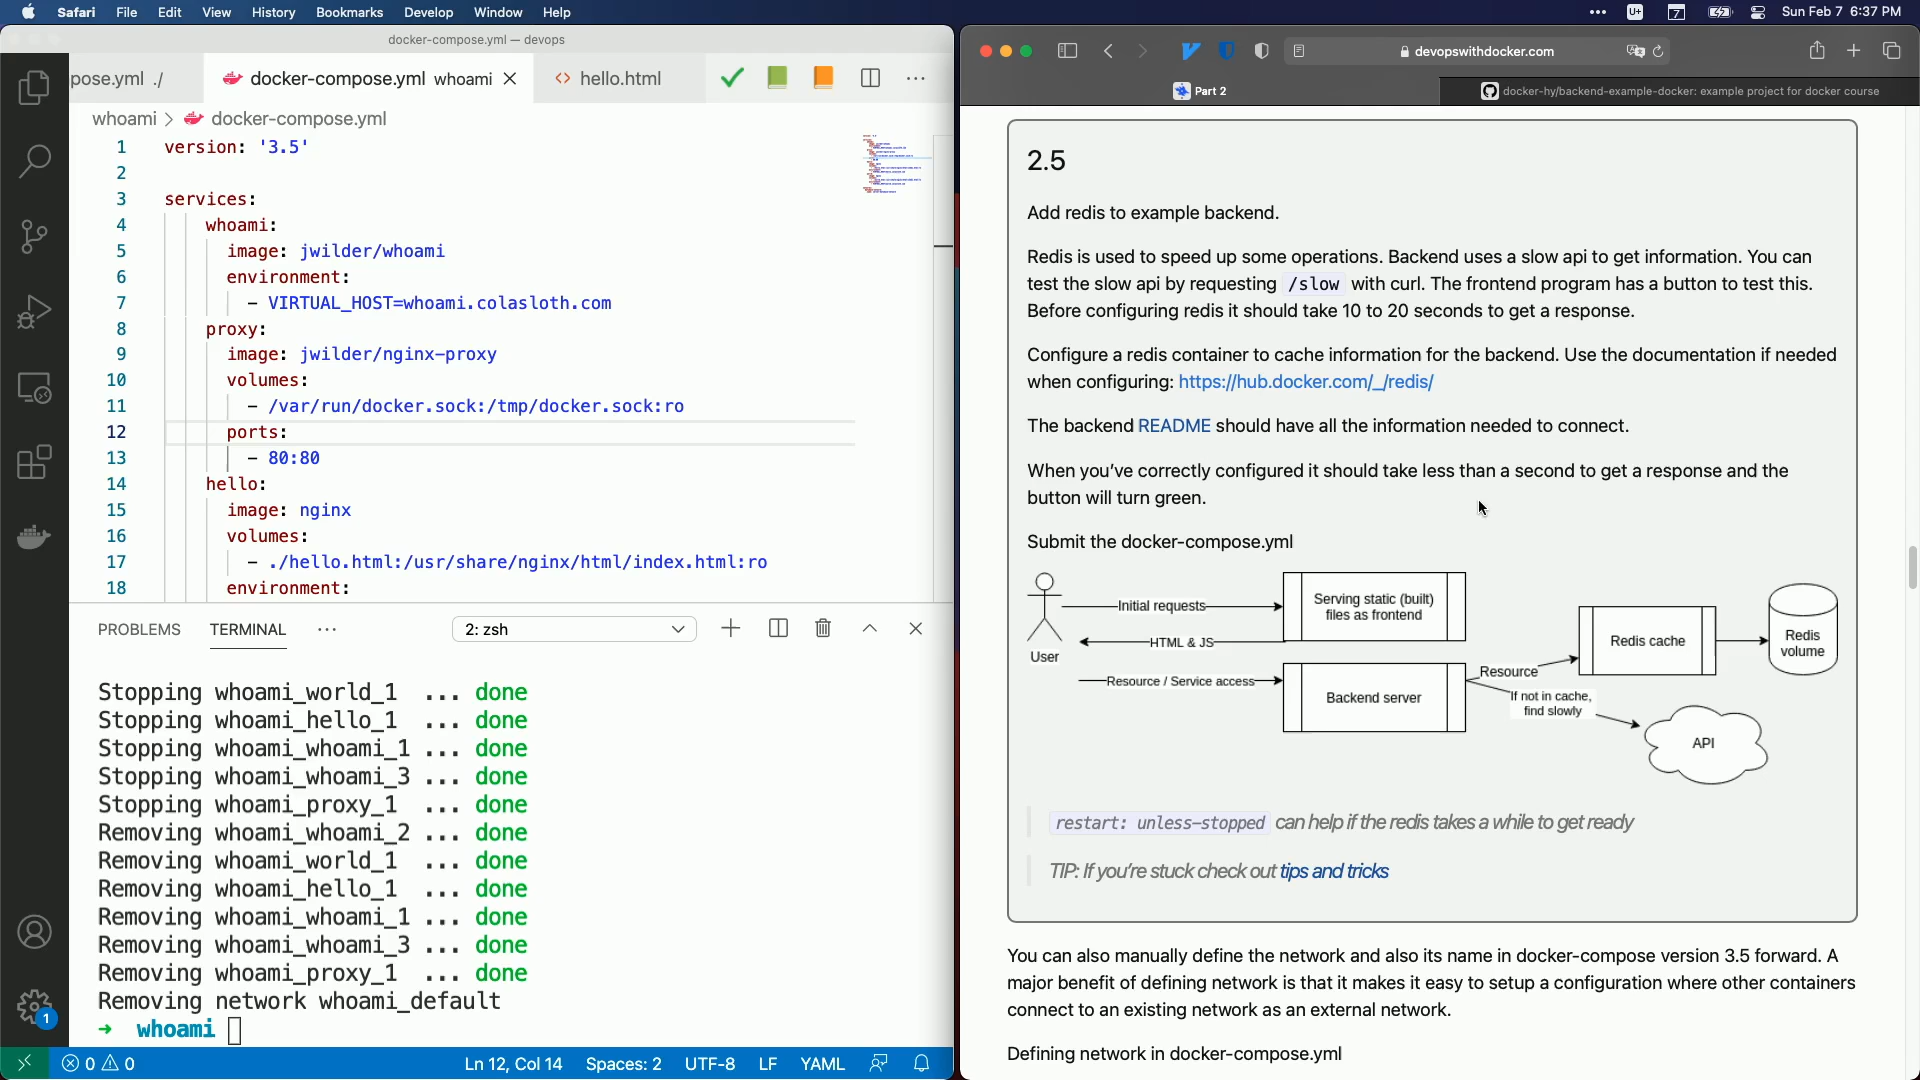 Safari File Edit View History Bookmarks Develop Window Help
U+ 7 Sun Feb 7 6:37 PM
docker-compose.yml — devops
pose.yml ./
docker-compose.yml whoami
hello.html
whoami > docker-compose.yml
1 version: '3.5'
2
3 services:
4 whoami:
5 image: jwilder/whoami
6 environment:
7 - VIRTUAL_HOST=whoami.colasloth.com
8 proxy:
9 image: jwilder/nginx-proxy
10 volumes:
11 - /var/run/docker.sock:/tmp/docker.sock:ro
12 ports:
13 - 80:80
14 hello:
15 image: nginx
16 volumes:
17 - ./hello.html:/usr/share/nginx/html/index.html:ro
18 environment:
PROBLEMS TERMINAL ··· 2: zsh
Stopping whoami_world_1 ... done
Stopping whoami_hello_1 ... done
Stopping whoami_whoami_1 ... done
Stopping whoami_whoami_3 ... done
Stopping whoami_proxy_1 ... done
Removing whoami_whoami_2 ... done
Removing whoami_world_1 ... done
Removing whoami_hello_1 ... done
Removing whoami_whoami_1 ... done
Removing whoami_whoami_3 ... done
Removing whoami_proxy_1 ... done
Removing network whoami_default
→ whoami
1
0 0 Ln 12, Col 14 Spaces: 2 UTF-8 LF YAML
devopswithdocker.com
Part 2
docker-hy/backend-example-docker: example project for docker course
2.5
Add redis to example backend.
Redis is used to speed up some operations. Backend uses a slow api to get information. You can
test the slow api by requesting /slow with curl. The frontend program has a button to test this.
Before configuring redis it should take 10 to 20 seconds to get a response.
Configure a redis container to cache information for the backend. Use the documentation if needed
when configuring: https://hub.docker.com/_/redis/
The backend README should have all the information needed to connect.
When you've correctly configured it should take less than a second to get a response and the
button will turn green.
Submit the docker-compose.yml
User
Initial requests
HTML & JS
Resource / Service access
Serving static (built)
files as frontend
Backend server
Resource
If not in cache,
find slowly
Redis cache
Redis
volume
API
restart: unless-stopped can help if the redis takes a while to get ready
TIP: If you're stuck check out tips and tricks
You can also manually define the network and also its name in docker-compose version 3.5 forward. A
major benefit of defining network is that it makes it easy to setup a configuration where other containers
connect to an existing network as an external network.
Defining network in docker-compose.yml